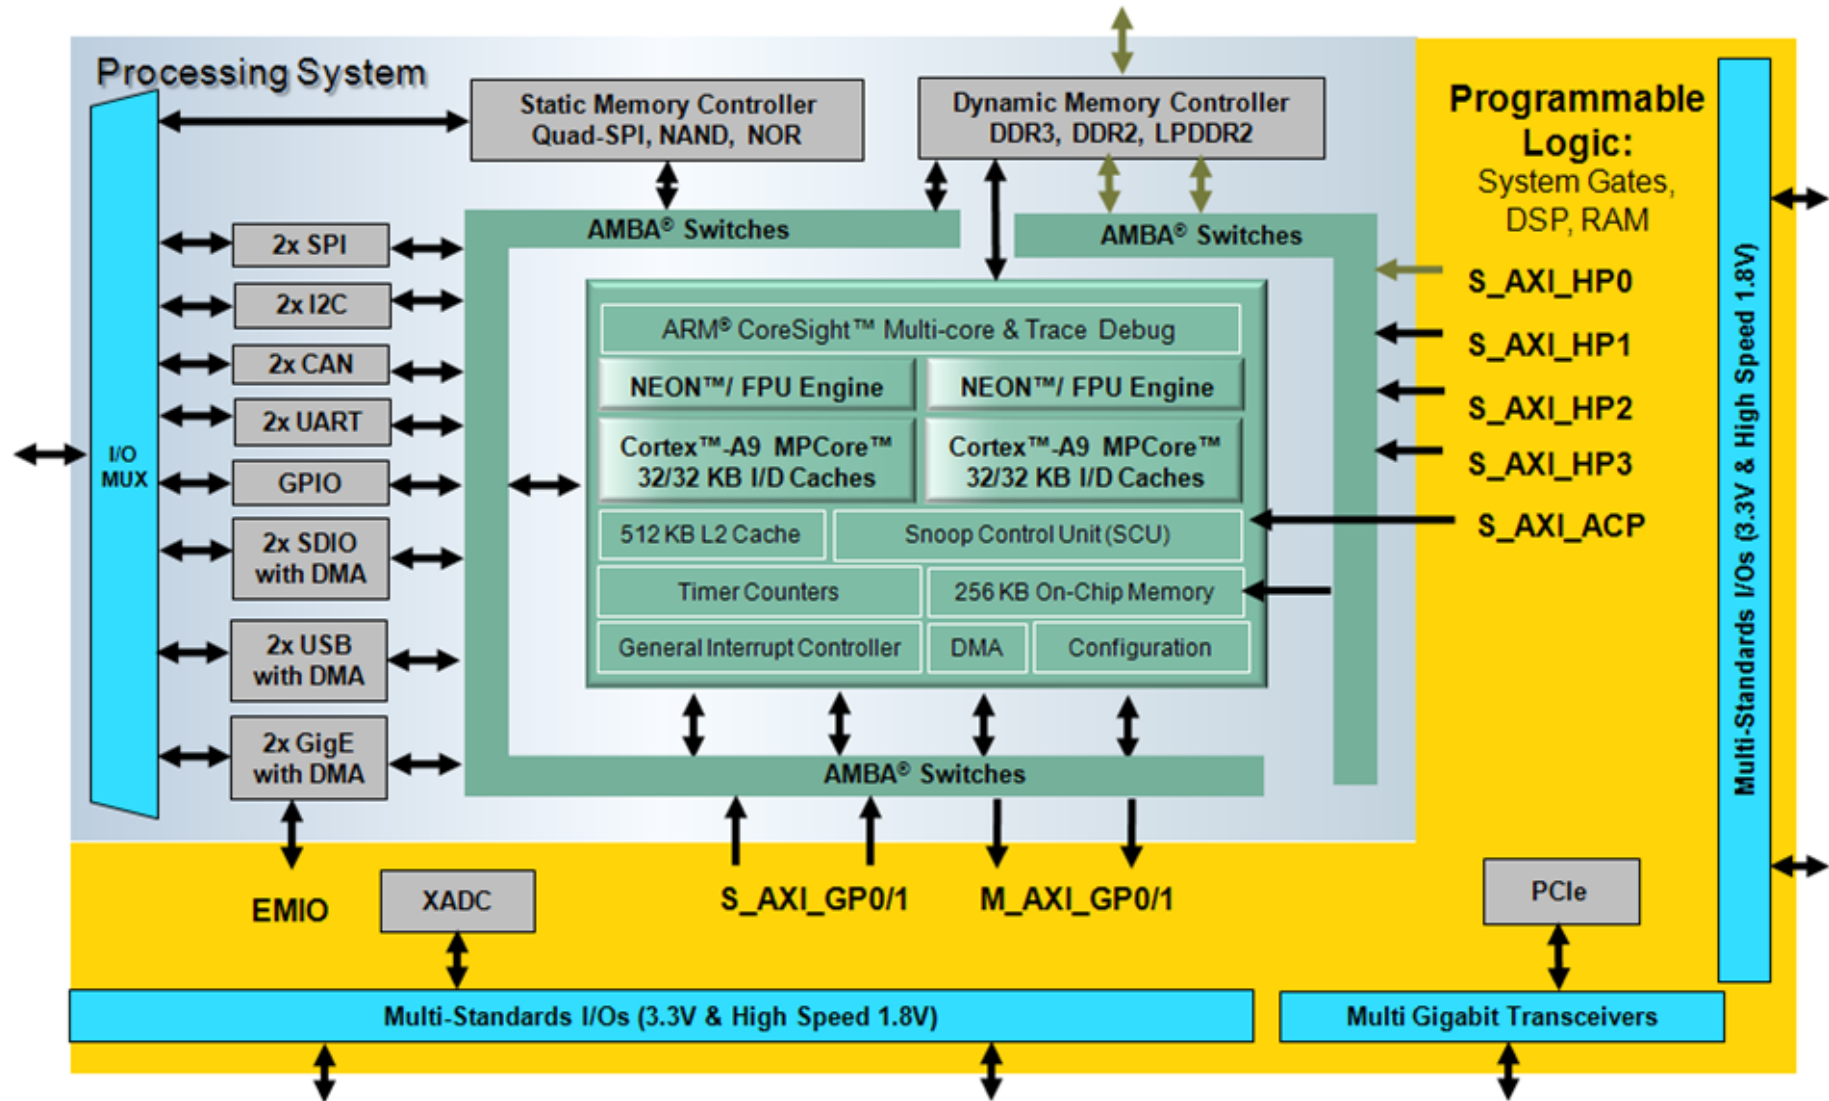 Processing System
Static Memory Controller
Quad-SPI, NAND, NOR
Dynamic Memory Controller
DDR3, DDR2, LPDDR2
Programmable
Logic:
System Gates,
DSP, RAM
AMBA® Switches
AMBA® Switches
2x SPI
2x I2C
2x CAN
2x UART
GPIO
2x SDIO
with DMA
2x USB
with DMA
2x GigE
with DMA
I/O
MUX
ARM® CoreSight™ Multi-core & Trace Debug
NEON™/ FPU Engine
NEON™/ FPU Engine
Cortex™-A9 MPCore™
32/32 KB I/D Caches
Cortex™-A9 MPCore™
32/32 KB I/D Caches
512 KB L2 Cache
Snoop Control Unit (SCU)
Timer Counters
256 KB On-Chip Memory
General Interrupt Controller
DMA
Configuration
AMBA® Switches
S_AXI_HP0
S_AXI_HP1
S_AXI_HP2
S_AXI_HP3
S_AXI_ACP
Multi-Standards I/Os (3.3V & High Speed 1.8V)
EMIO
XADC
S_AXI_GP0/1
M_AXI_GP0/1
PCIe
Multi-Standards I/Os (3.3V & High Speed 1.8V)
Multi Gigabit Transceivers